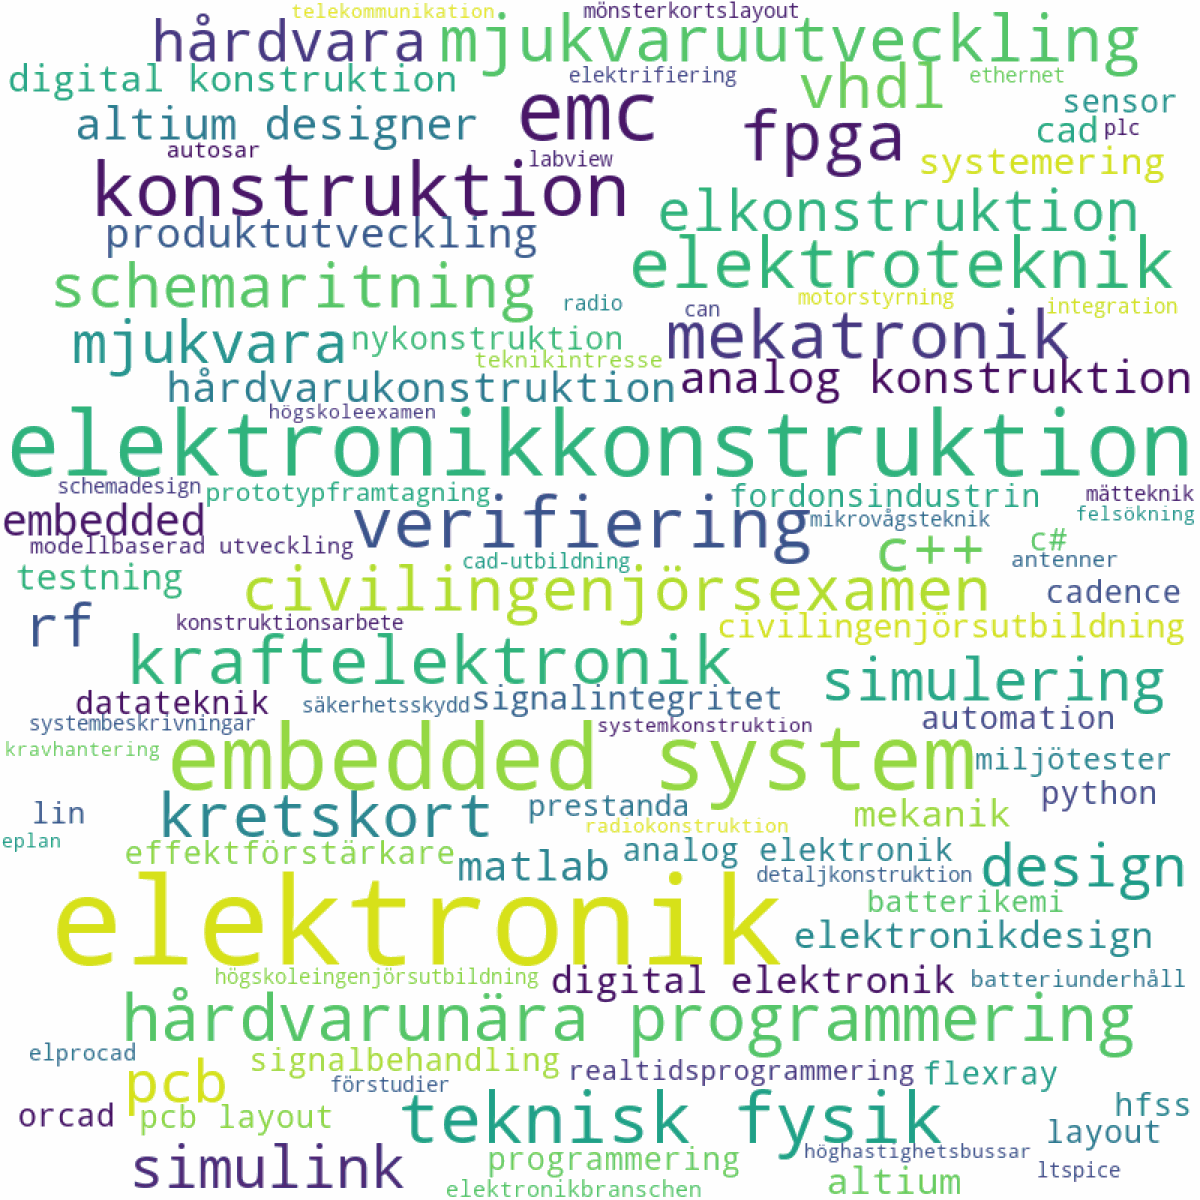 telekommunikation
mönsterkortslayout
hårdvara
mjukvaruutveckling
digital konstruktion
elektrifiering
vhdl
ethernet
emc
sensor
altium designer
fpga
cad
plc
autosar
labview
systemering
konstruktion
elkonstruktion
produktutveckling
elektroteknik
schemaritning
radio
can
motorstyrning
integration
mjukvara
nykonstruktion
mekatronik
teknikintresse
hårdvarukonstruktion
analog konstruktion
högskoleexamen
elektronikkonstruktion
schemadesign
prototypframtagning
fordonsindustrin
mätteknik
embedded
verifiering
mikrovågsteknik
felsökning
modellbaserad utveckling
c++
c#
testning
cad-utbildning
antenner
civilingenjörsexamen
cadence
rf
konstruktionsarbete
civilingenjörsutbildning
kraftelektronik
simulering
datateknik
säkerhetsskydd
signalintegritet
systembeskrivningar
systemkonstruktion
automation
kravhantering
embedded system
miljötester
python
lin
kretskort
prestanda
mekanik
eplan
radiokonstruktion
effektförstärkare
matlab
analog elektronik
design
detaljkonstruktion
batterikemi
elektronik
elektronikdesign
högskoleingenjörsutbildning
digital elektronik
batteriunderhåll
hårdvarunära programmering
elprocad
signalbehandling
realtidsprogrammering
flexray
pcb
förstudier
orcad
pcb layout
teknisk fysik
hfss
layout
simulink
programmering
höghastighetsbussar
ltspice
altium
elektronikbranschen